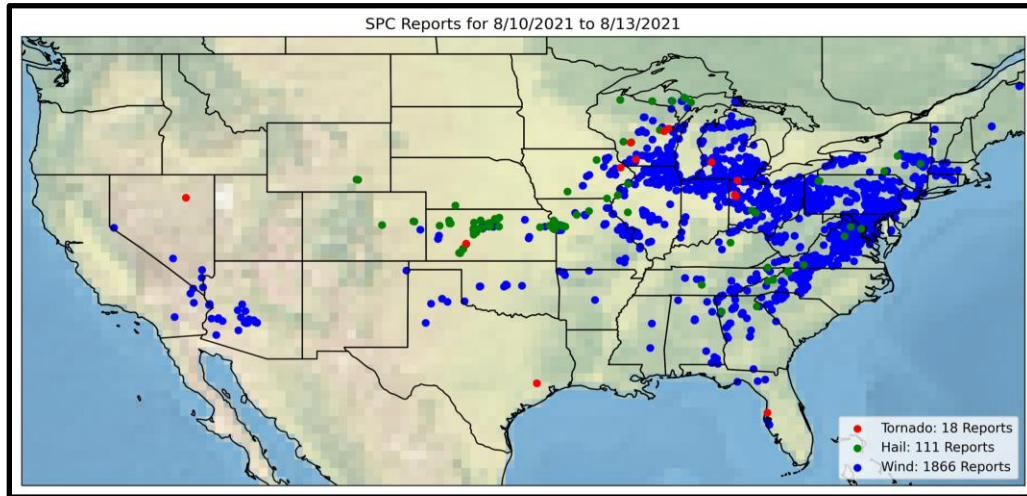 SPC Reports for 8/10/2021 to 8/13/2021
Tornado: 18 Reports
Hail: 111 Reports
Wind: 1866 Reports